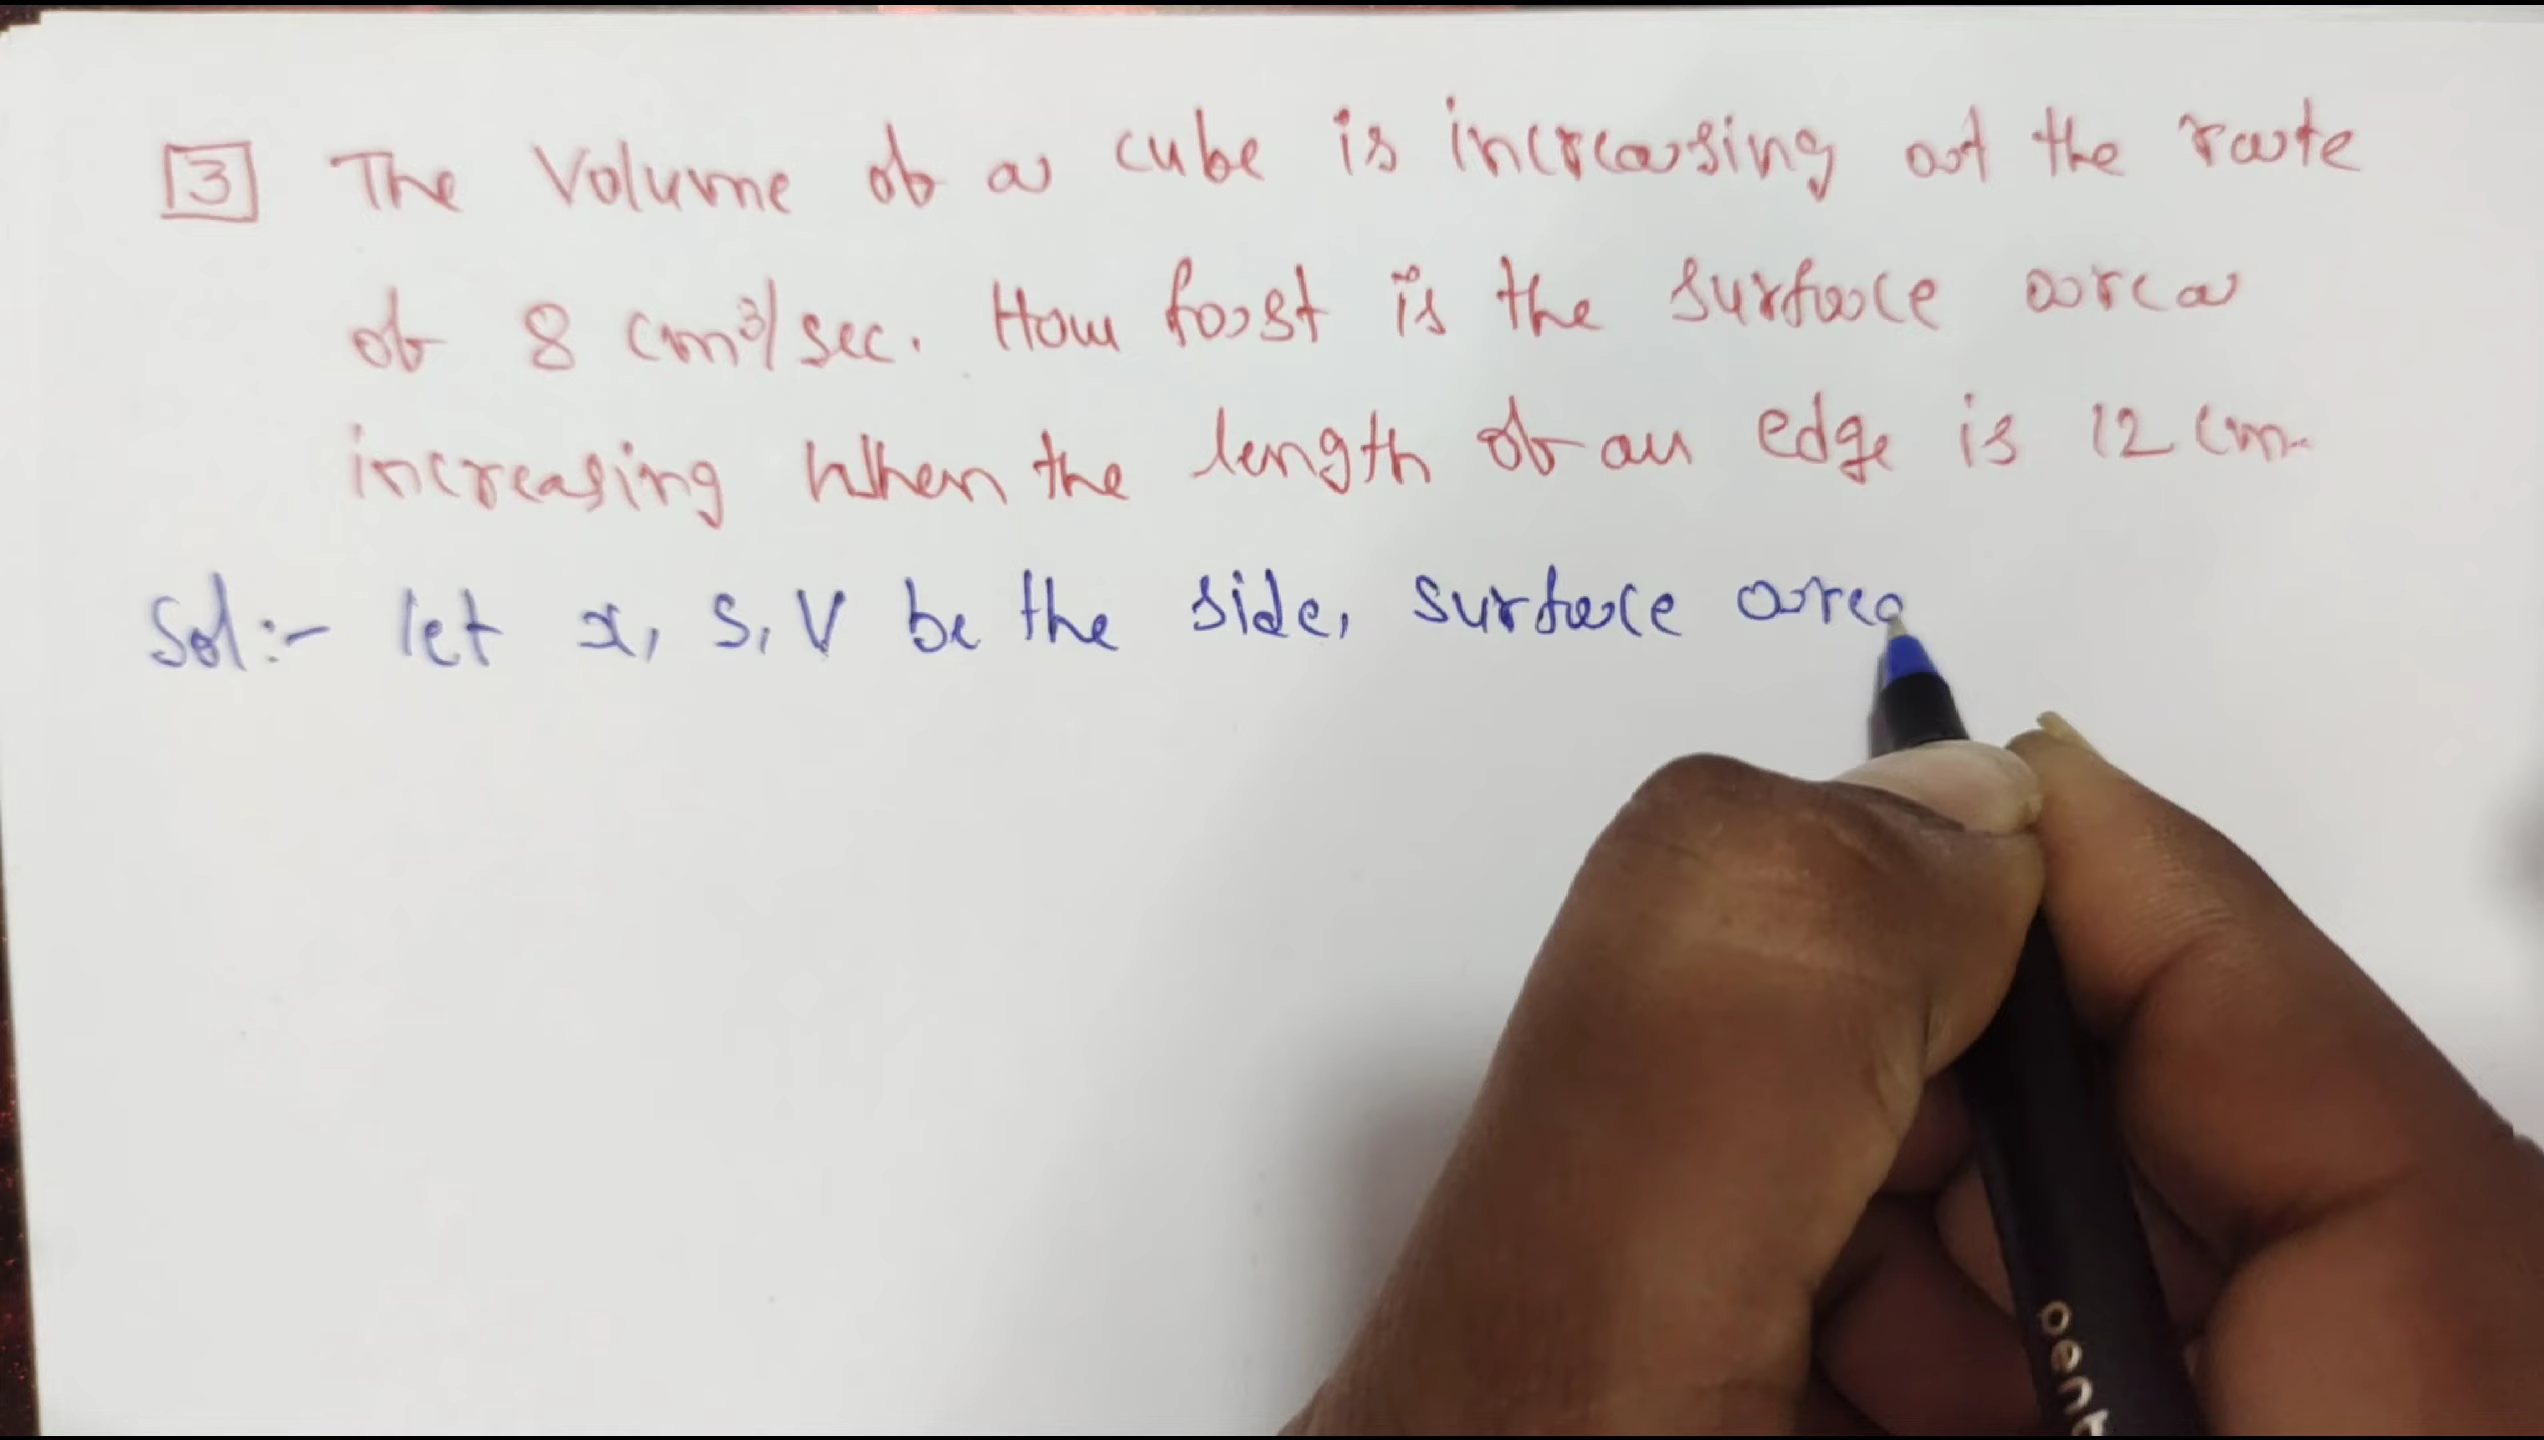 3 The Volume of a cube is increasing at the rate
of 8 cm³/sec. How fast is the surface area
increasing when the length of an edge is 12 cm.
Sol:- let x, S, V be the side, surface area
pent